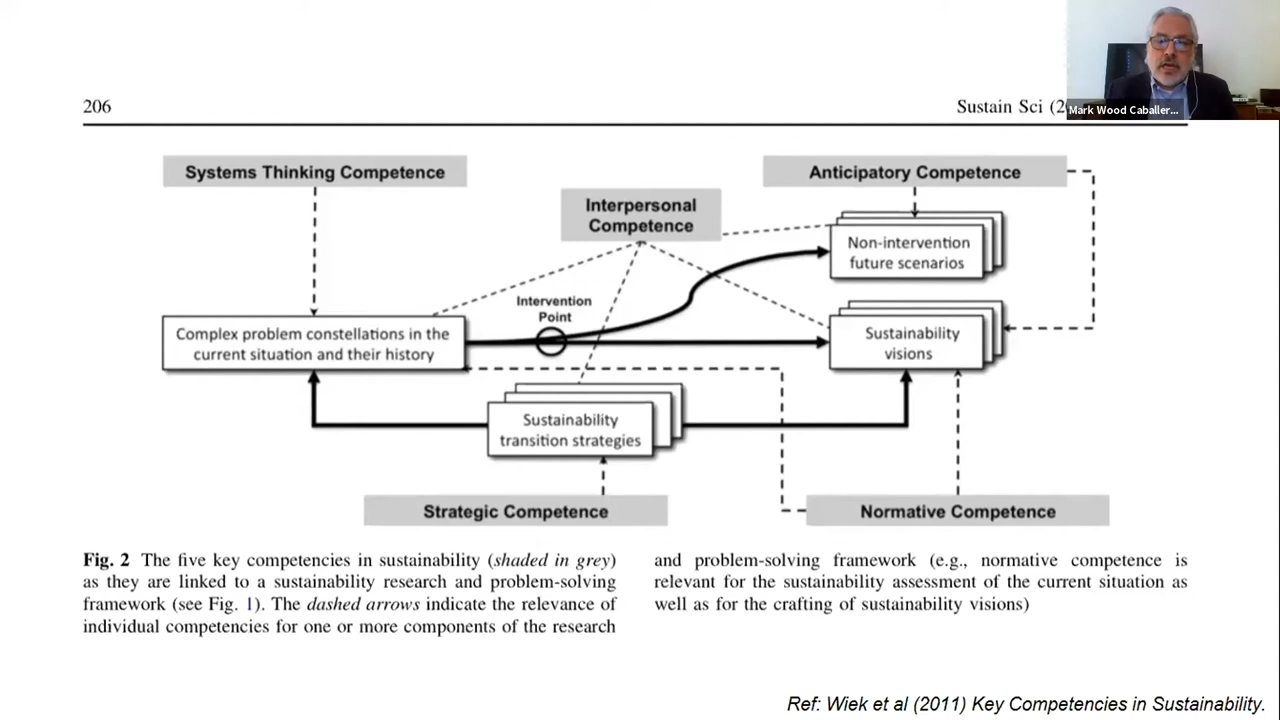 206
Sustain Sci (2
Mark Wood Caballer...
Systems Thinking Competence
Anticipatory Competence
Interpersonal
Competence
Non-intervention
future scenarios
Intervention
Point
Complex problem constellations in the
current situation and their history
Sustainability
visions
Sustainability
transition strategies
Strategic Competence
Normative Competence
Fig. 2 The five key competencies in sustainability (shaded in grey)
as they are linked to a sustainability research and problem-solving
framework (see Fig. 1). The dashed arrows indicate the relevance of
individual competencies for one or more components of the research
and problem-solving framework (e.g., normative competence is
relevant for the sustainability assessment of the current situation as
well as for the crafting of sustainability visions)
Ref: Wiek et al (2011) Key Competencies in Sustainability.